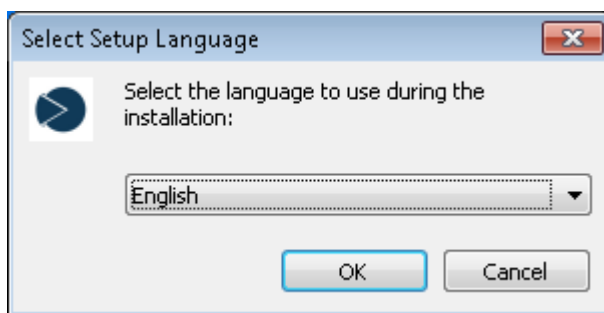 Select Setup Language
Select the language to use during the
installation:
English
OK
Cancel